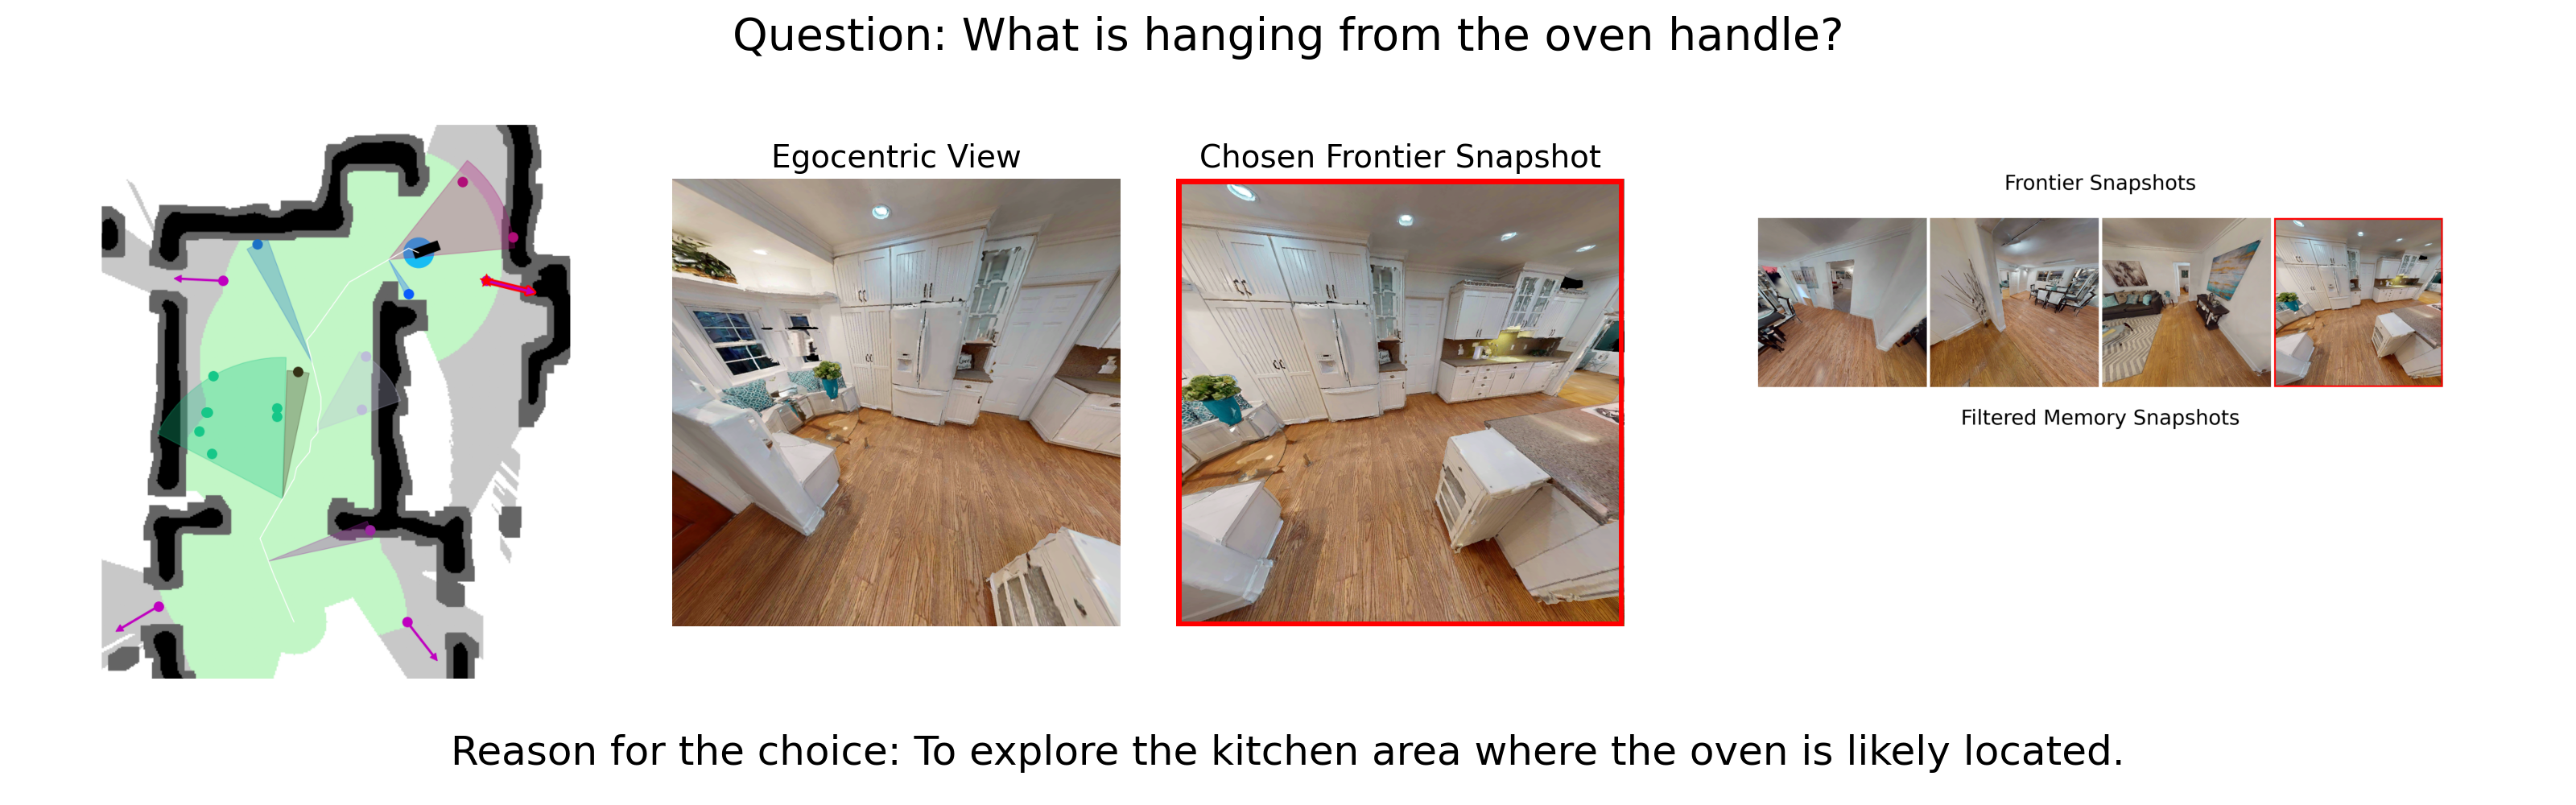 Question: What is hanging from the oven handle?
Egocentric View
Chosen Frontier Snapshot
Frontier Snapshots
Filtered Memory Snapshots
Reason for the choice: To explore the kitchen area where the oven is likely located.